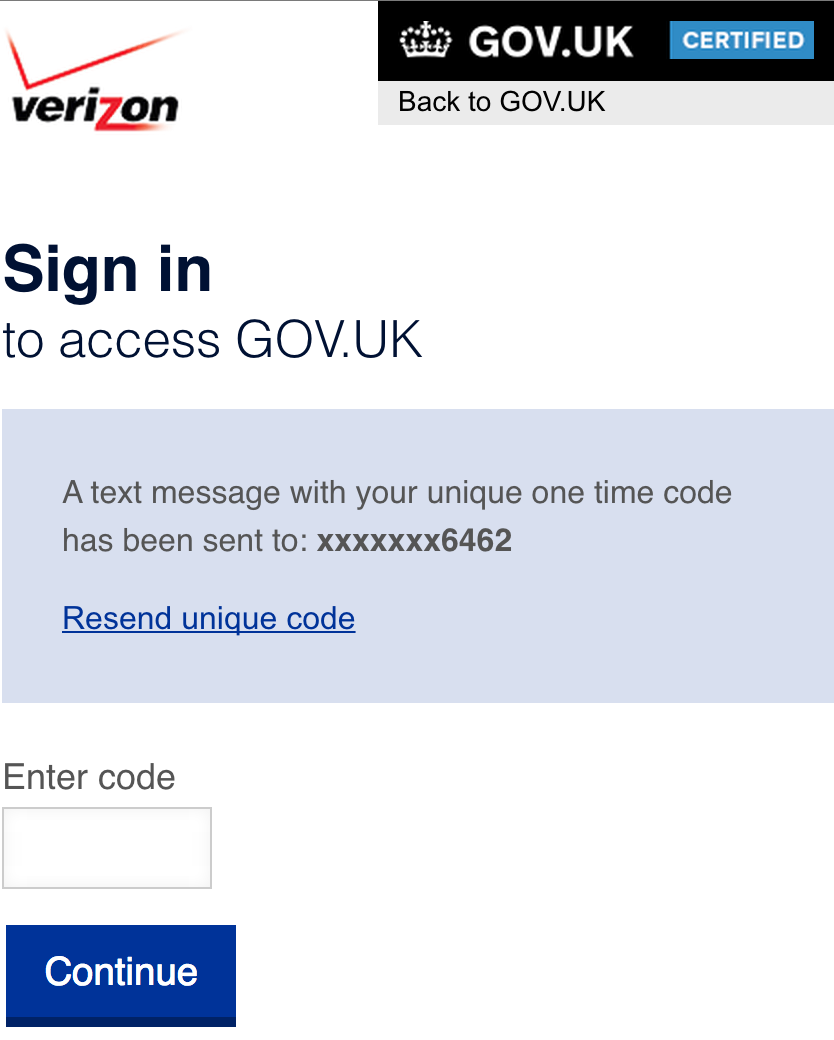 verizon
GOV.UK CERTIFIED
Back to GOV.UK
Sign in
to access GOV.UK
A text message with your unique one time code
has been sent to: xxxxxxx6462
Resend unique code
Enter code
Continue